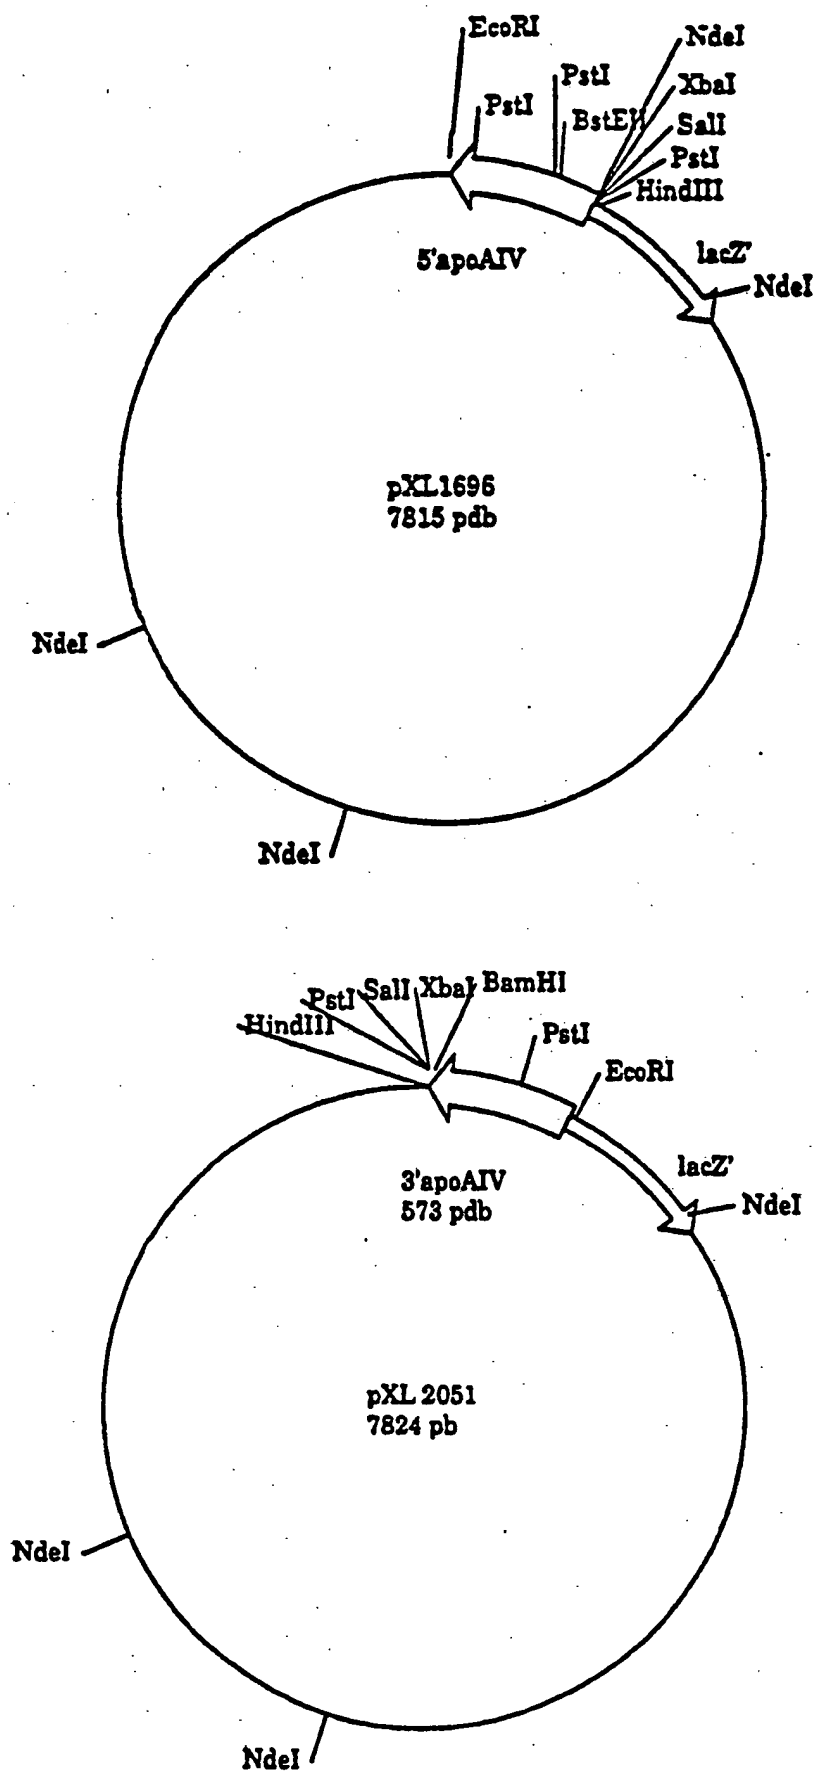 EcoRI
NdeI
PstI
XbaI
PstI
BstEII
SalI
PstI
HindIII
lacZ'
5'apoAIV
NdeI
pXL1696
7815 pdb
NdeI
NdeI
PstI
SalI
XbaI
BamHI
HindIII
PstI
EcoRI
lacZ'
3'apoAIV
573 pdb
NdeI
pXL 2051
7824 pb
NdeI
NdeI